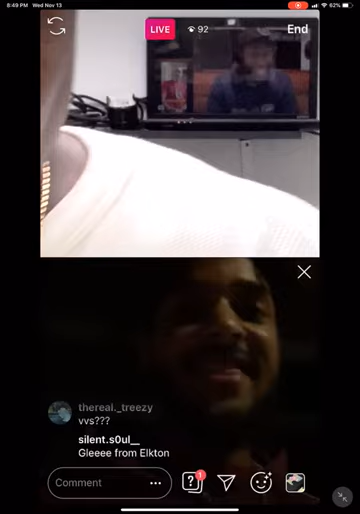 8:49 PM Wed Nov 13
62%
LIVE
92
End
thereal._treezy
vvs???
silent.s0ul__
Gleeee from Elkton
Comment
1